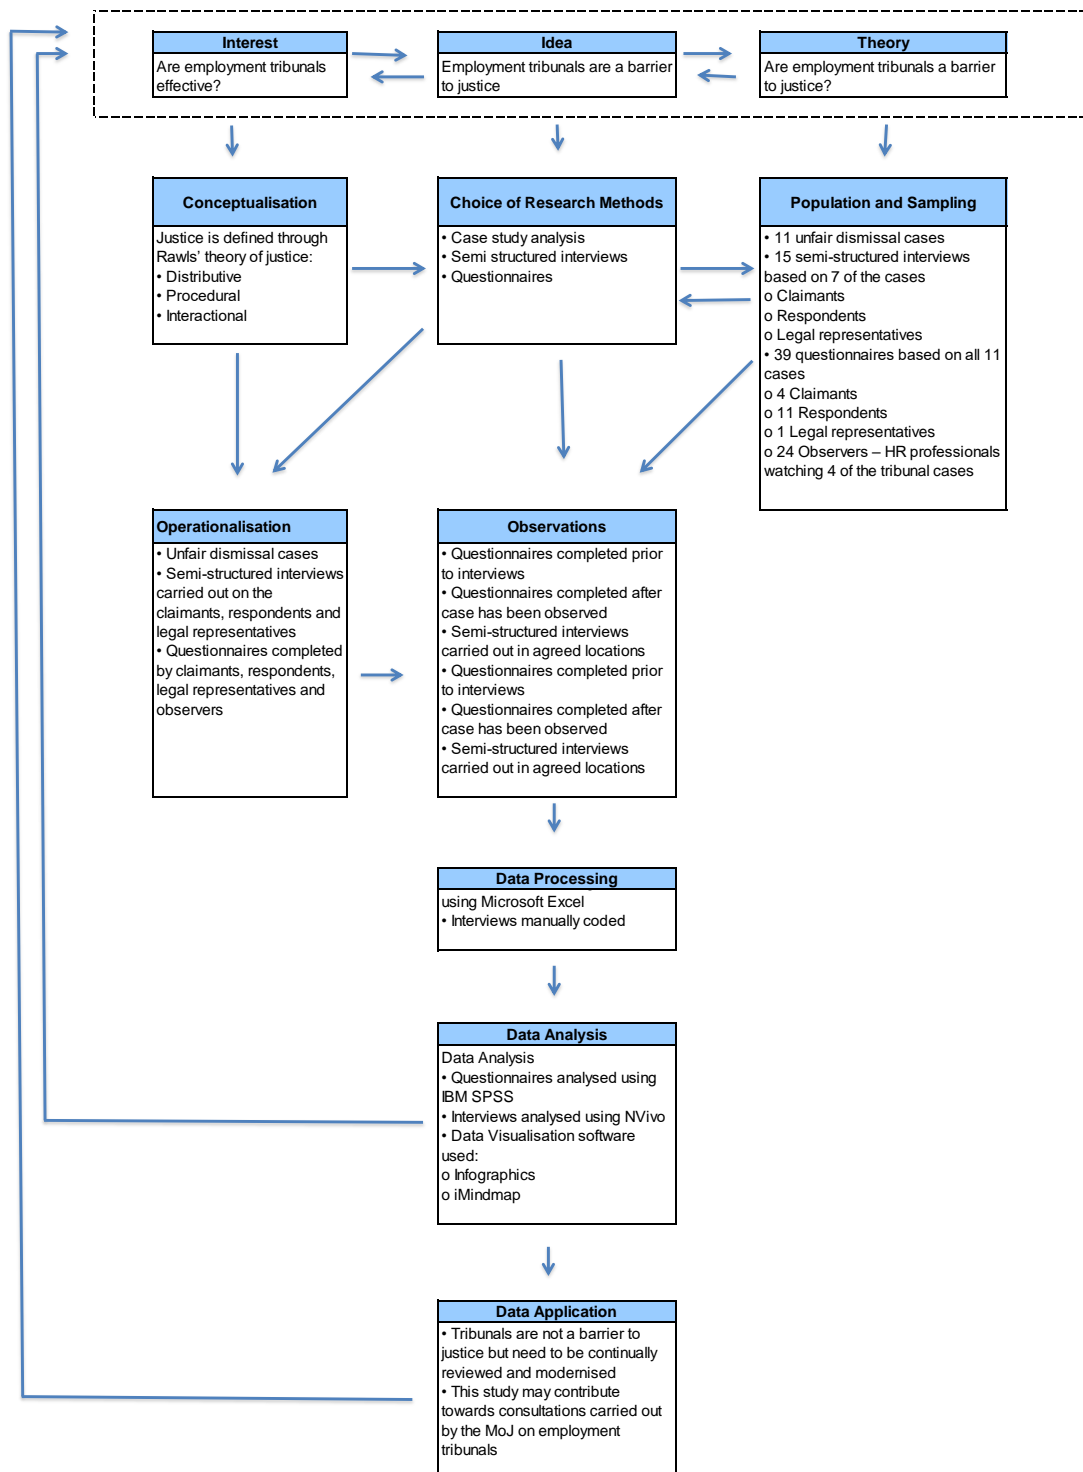 Interest
Are employment tribunals
effective?
Idea
Employment tribunals are a barrier
to justice
Theory
Are employment tribunals a barrier
to justice?
Conceptualisation
Justice is defined through
Rawls' theory of justice:
• Distributive
• Procedural
• Interactional
Choice of Research Methods
• Case study analysis
• Semi structured interviews
• Questionnaires
Population and Sampling
• 11 unfair dismissal cases
• 15 semi-structured interviews
based on 7 of the cases
o Claimants
o Respondents
o Legal representatives
• 39 questionnaires based on all 11
cases
o 4 Claimants
o 11 Respondents
o 1 Legal representatives
o 24 Observers – HR professionals
watching 4 of the tribunal cases
Operationalisation
• Unfair dismissal cases
• Semi-structured interviews
carried out on the
claimants, respondents and
legal representatives
• Questionnaires completed
by claimants, respondents,
legal representatives and
observers
Observations
• Questionnaires completed prior
to interviews
• Questionnaires completed after
case has been observed
• Semi-structured interviews
carried out in agreed locations
• Questionnaires completed prior
to interviews
• Questionnaires completed after
case has been observed
• Semi-structured interviews
carried out in agreed locations
Data Processing
using Microsoft Excel
• Interviews manually coded
Data Analysis
Data Analysis
• Questionnaires analysed using
IBM SPSS
• Interviews analysed using NVivo
• Data Visualisation software
used:
o Infographics
o iMindmap
Data Application
• Tribunals are not a barrier to
justice but need to be continually
reviewed and modernised
• This study may contribute
towards consultations carried out
by the MoJ on employment
tribunals